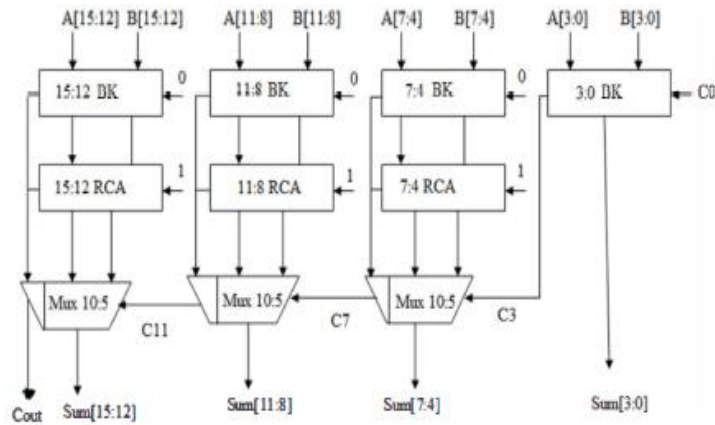 A[15:12] B[15:12] A[11:8] B[11:8] A[7:4] B[7:4] A[3:0] B[3:0]
0 0 0
15:12 BK 11:8 BK 7:4 BK 3:0 BK C0
1 1 1
15:12 RCA 11:8 RCA 7:4 RCA
Mux 10:5 Mux 10:5 Mux 10:5
C11 C7 C3
Cout Sum[15:12] Sum[11:8] Sum[7:4] Sum[3:0]